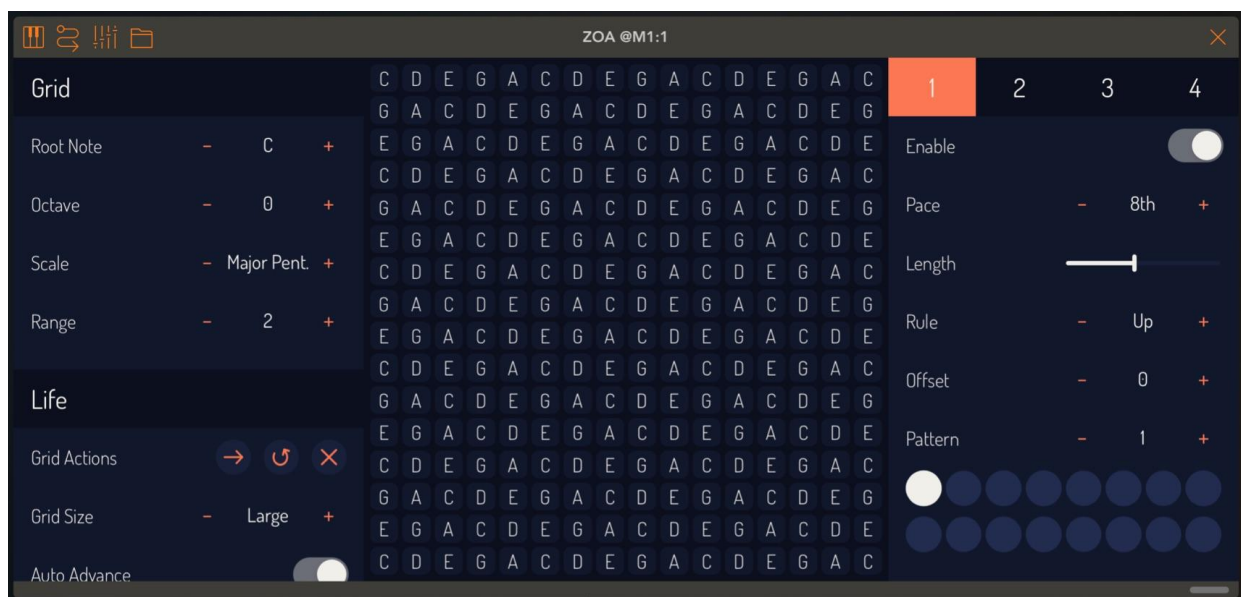 ZOA @M1:1
Grid
Root Note - C +
Octave - 0 +
Scale - Major Pent. +
Range - 2 +
Life
Grid Actions
Grid Size - Large +
Auto Advance
C D E G A C D E G A C D E G A C
G A C D E G A C D E G A C D E G
E G A C D E G A C D E G A C D E
C D E G A C D E G A C D E G A C
G A C D E G A C D E G A C D E G
E G A C D E G A C D E G A C D E
C D E G A C D E G A C D E G A C
G A C D E G A C D E G A C D E G
E G A C D E G A C D E G A C D E
C D E G A C D E G A C D E G A C
G A C D E G A C D E G A C D E G
E G A C D E G A C D E G A C D E
C D E G A C D E G A C D E G A C
G A C D E G A C D E G A C D E G
E G A C D E G A C D E G A C D E
C D E G A C D E G A C D E G A C
1 2 3 4
Enable
Pace - 8th +
Length
Rule - Up +
Offset - 0 +
Pattern - 1 +